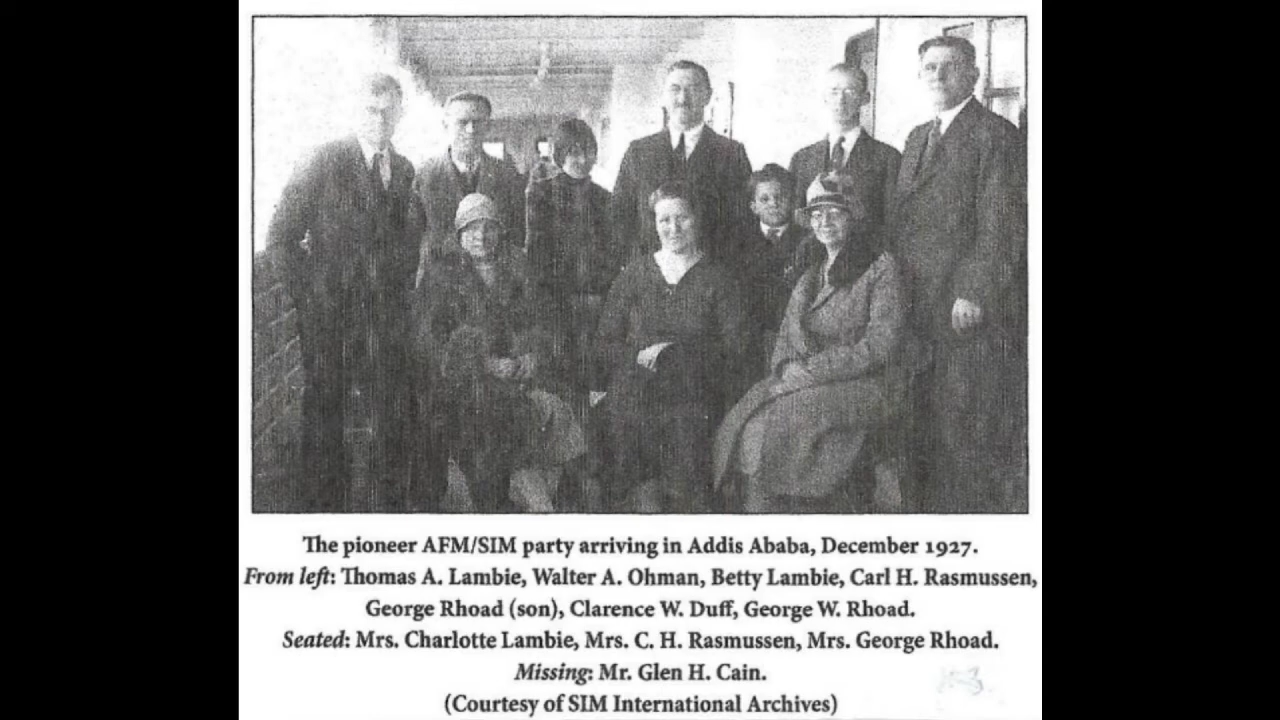 The pioneer AFM/SIM party arriving in Addis Ababa, December 1927.
From left: Thomas A. Lambie, Walter A. Ohman, Betty Lambie, Carl H. Rasmussen,
George Rhoad (son), Clarence W. Duff, George W. Rhoad.
Seated: Mrs. Charlotte Lambie, Mrs. C. H. Rasmussen, Mrs. George Rhoad.
Missing: Mr. Glen H. Cain.
(Courtesy of SIM International Archives)